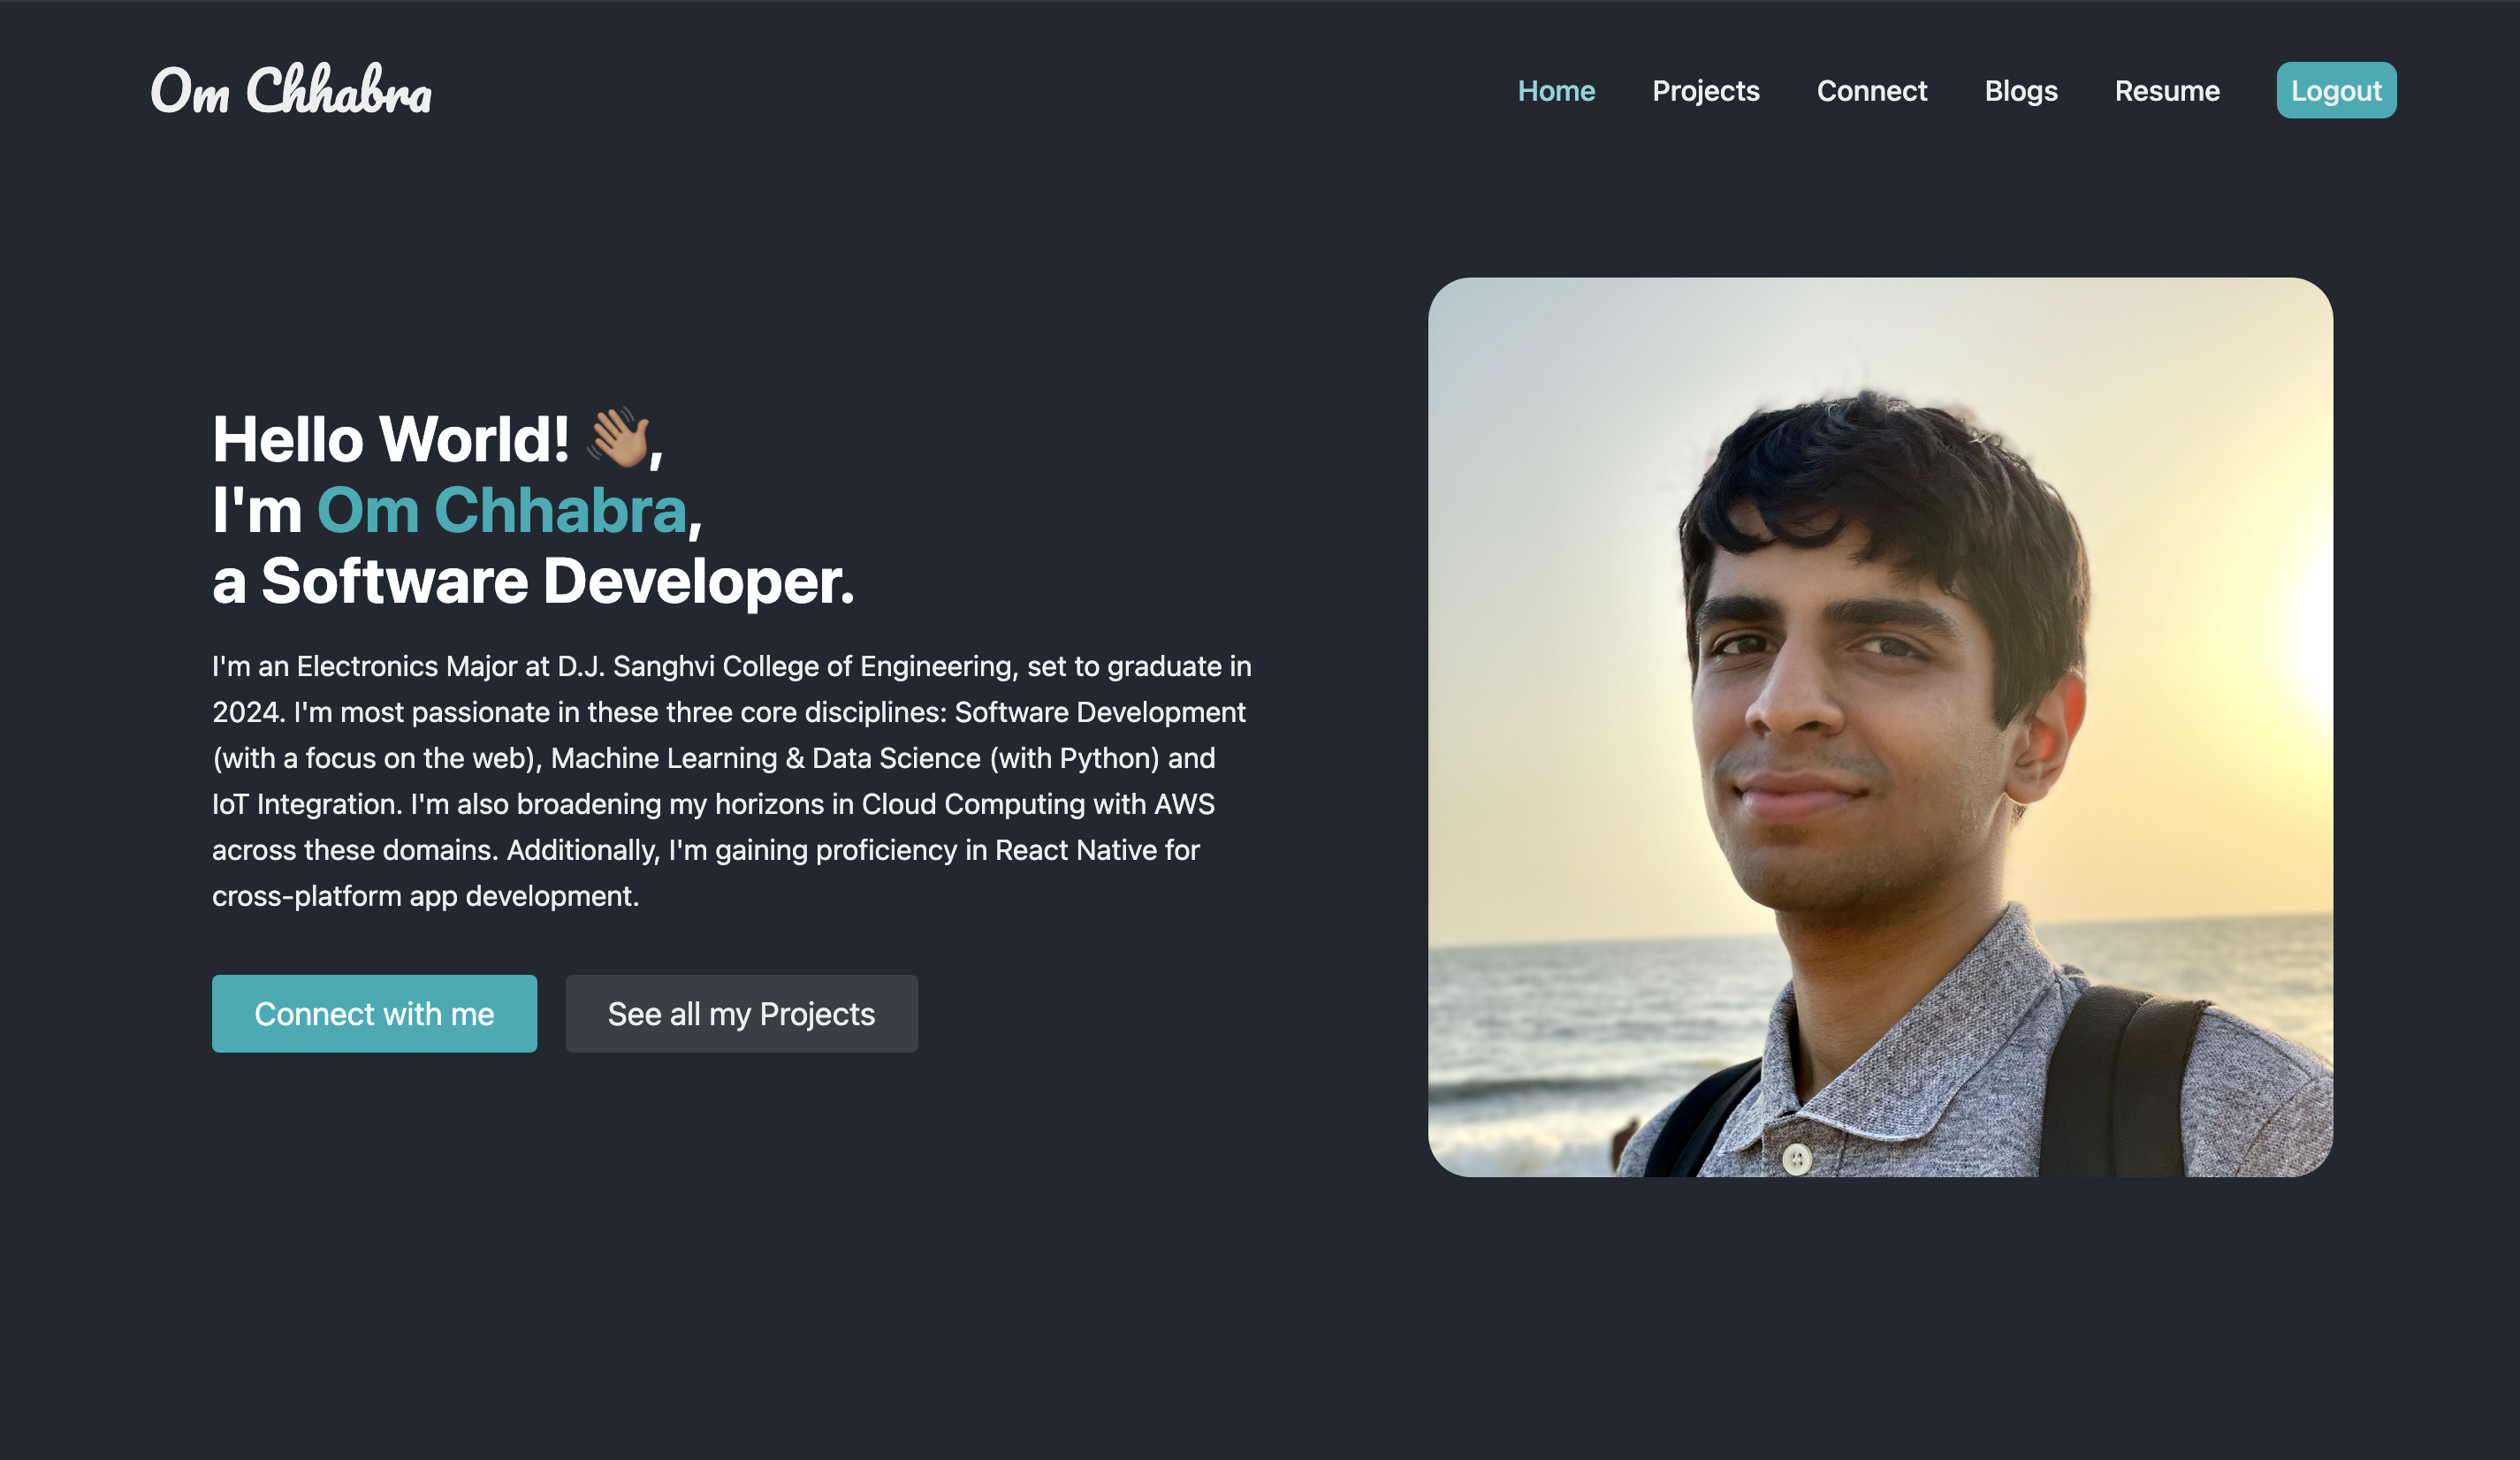 Om Chhabra
Home Projects Connect Blogs Resume Logout
Hello World! 👋🏽,
I'm Om Chhabra,
a Software Developer.
I'm an Electronics Major at D.J. Sanghvi College of Engineering, set to graduate in
2024. I'm most passionate in these three core disciplines: Software Development
(with a focus on the web), Machine Learning & Data Science (with Python) and
IoT Integration. I'm also broadening my horizons in Cloud Computing with AWS
across these domains. Additionally, I'm gaining proficiency in React Native for
cross-platform app development.
Connect with me See all my Projects